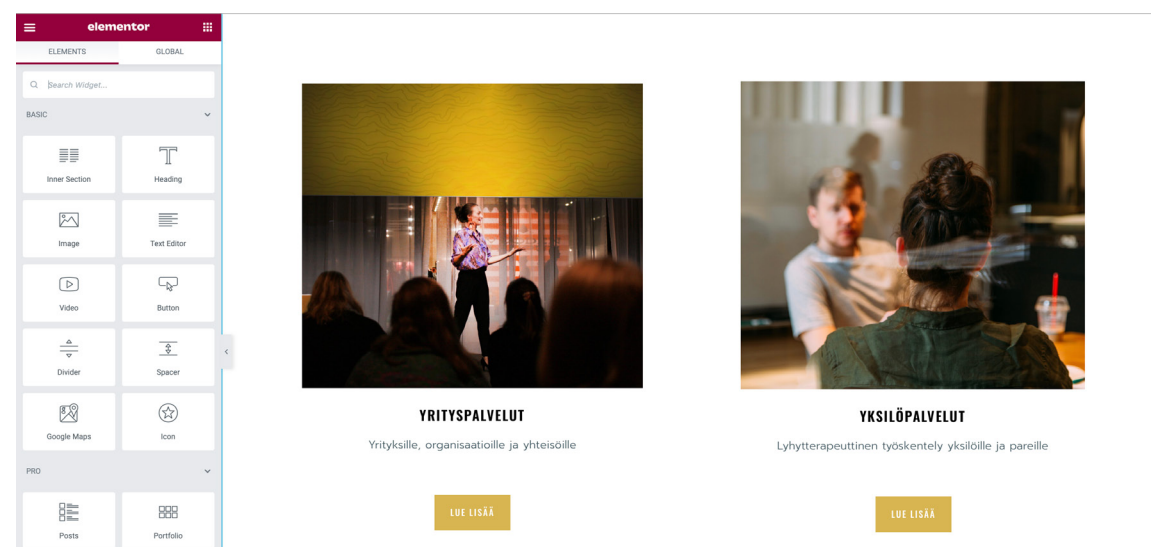 elementor
ELEMENTS GLOBAL
Search Widget...
BASIC
Inner Section Heading
Image Text Editor
Video Button
Divider Spacer
Google Maps Icon
PRO
Posts Portfolio
YRITYSPALVELUT
Yrityksille, organisaatioille ja yhteisöille
LUE LISÄÄ
YKSILÖPALVELUT
Lyhytterapeuttinen työskentely yksilöille ja pareille
LUE LISÄÄ